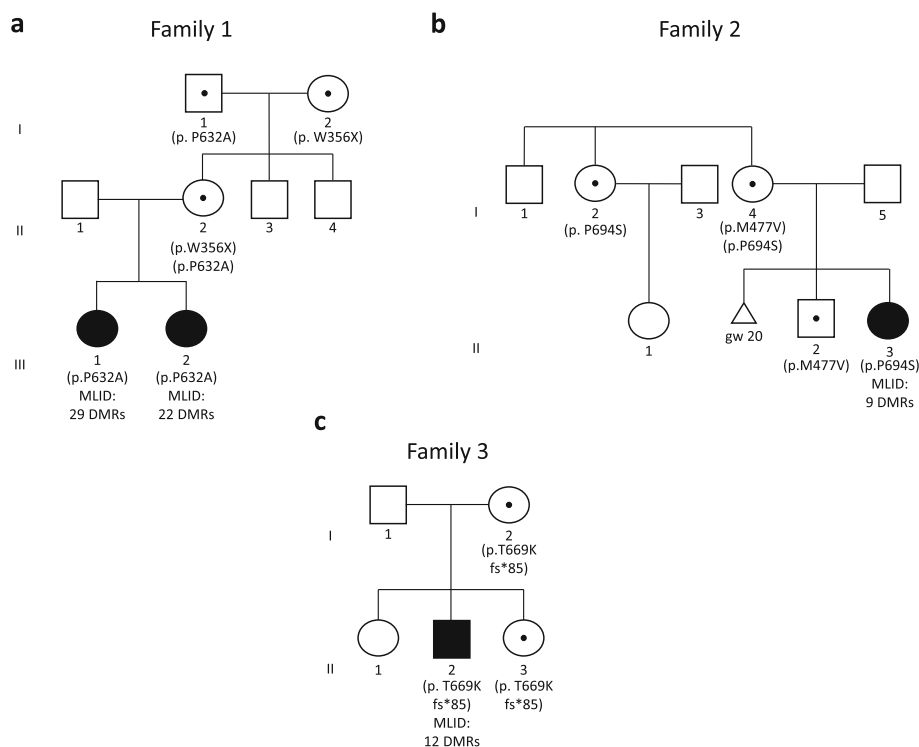 a
Family 1
I
1
(p. P632A)
2
(p. W356X)
II
1
2
(p.W356X)
(p.P632A)
3
4
III
1
(p.P632A)
MLID:
29 DMRs
2
(p.P632A)
MLID:
22 DMRs
b
Family 2
I
1
2
(p. P694S)
3
4
(p.M477V)
(p.P694S)
5
II
1
gw 20
2
(p.M477V)
3
(p.P694S)
MLID:
9 DMRs
c
Family 3
I
1
2
(p.T669K
fs*85)
II
1
2
(p. T669K
fs*85)
MLID:
12 DMRs
3
(p. T669K
fs*85)